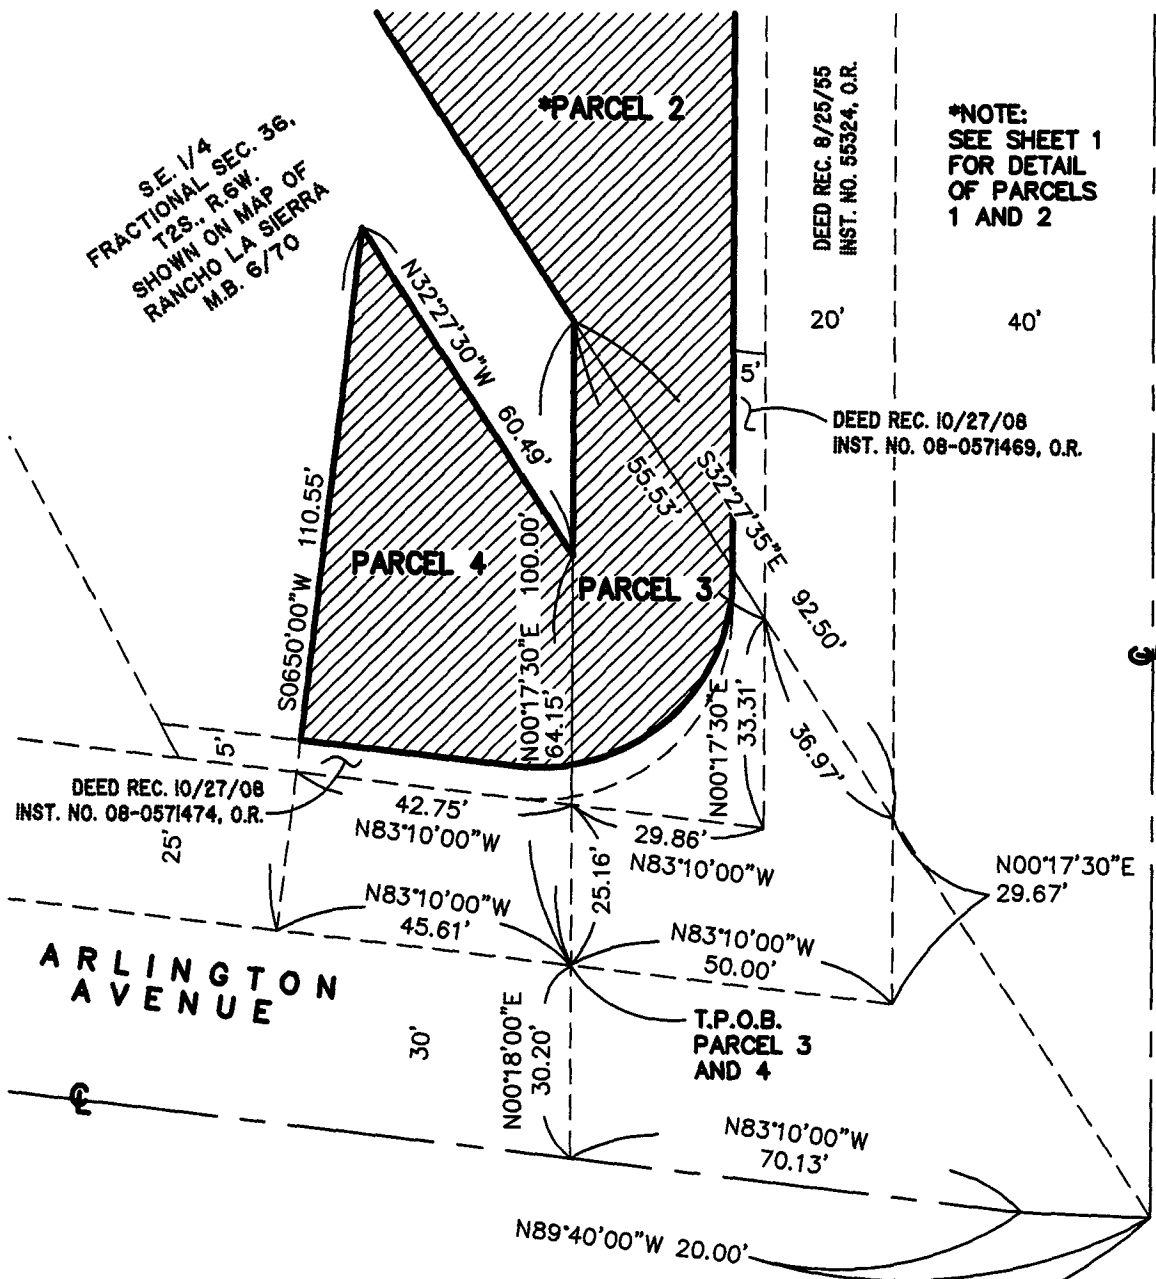 *PARCEL 2
DEED REC. 8/25/55
INST. NO. 55324, O.R.
*NOTE:
SEE SHEET 1
FOR DETAIL
OF PARCELS
1 AND 2
S.E. 1/4
FRACTIONAL SEC. 36,
T2S., R.6W.
SHOWN ON MAP OF
RANCHO LA SIERRA
M.B. 6/70
20'
40'
N32°27'30"W 60.49'
5'
DEED REC. 10/27/08
INST. NO. 08-0571469, O.R.
S32°27'35"E 92.50'
55.53'
S0650'00"W 110.55'
PARCEL 4
N00°17'30"E 100.00'
64.15'
PARCEL 3
℄
N00°17'30"E
33.31'
36.97'
5'
DEED REC. 10/27/08
INST. NO. 08-0571474, O.R.
42.75'
N83°10'00"W
29.86'
N83°10'00"W
25'
25.16'
N00°17'30"E
29.67'
N83°10'00"W
45.61'
N83°10'00"W
50.00'
ARLINGTON
AVENUE
T.P.O.B.
PARCEL 3
AND 4
30'
N00°18'00"E
30.20'
℄
N83°10'00"W
70.13'
N89°40'00"W 20.00'